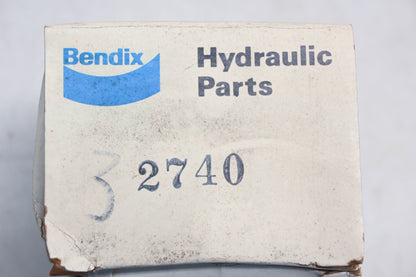 Bendix
Hydraulic
Parts
3 2740